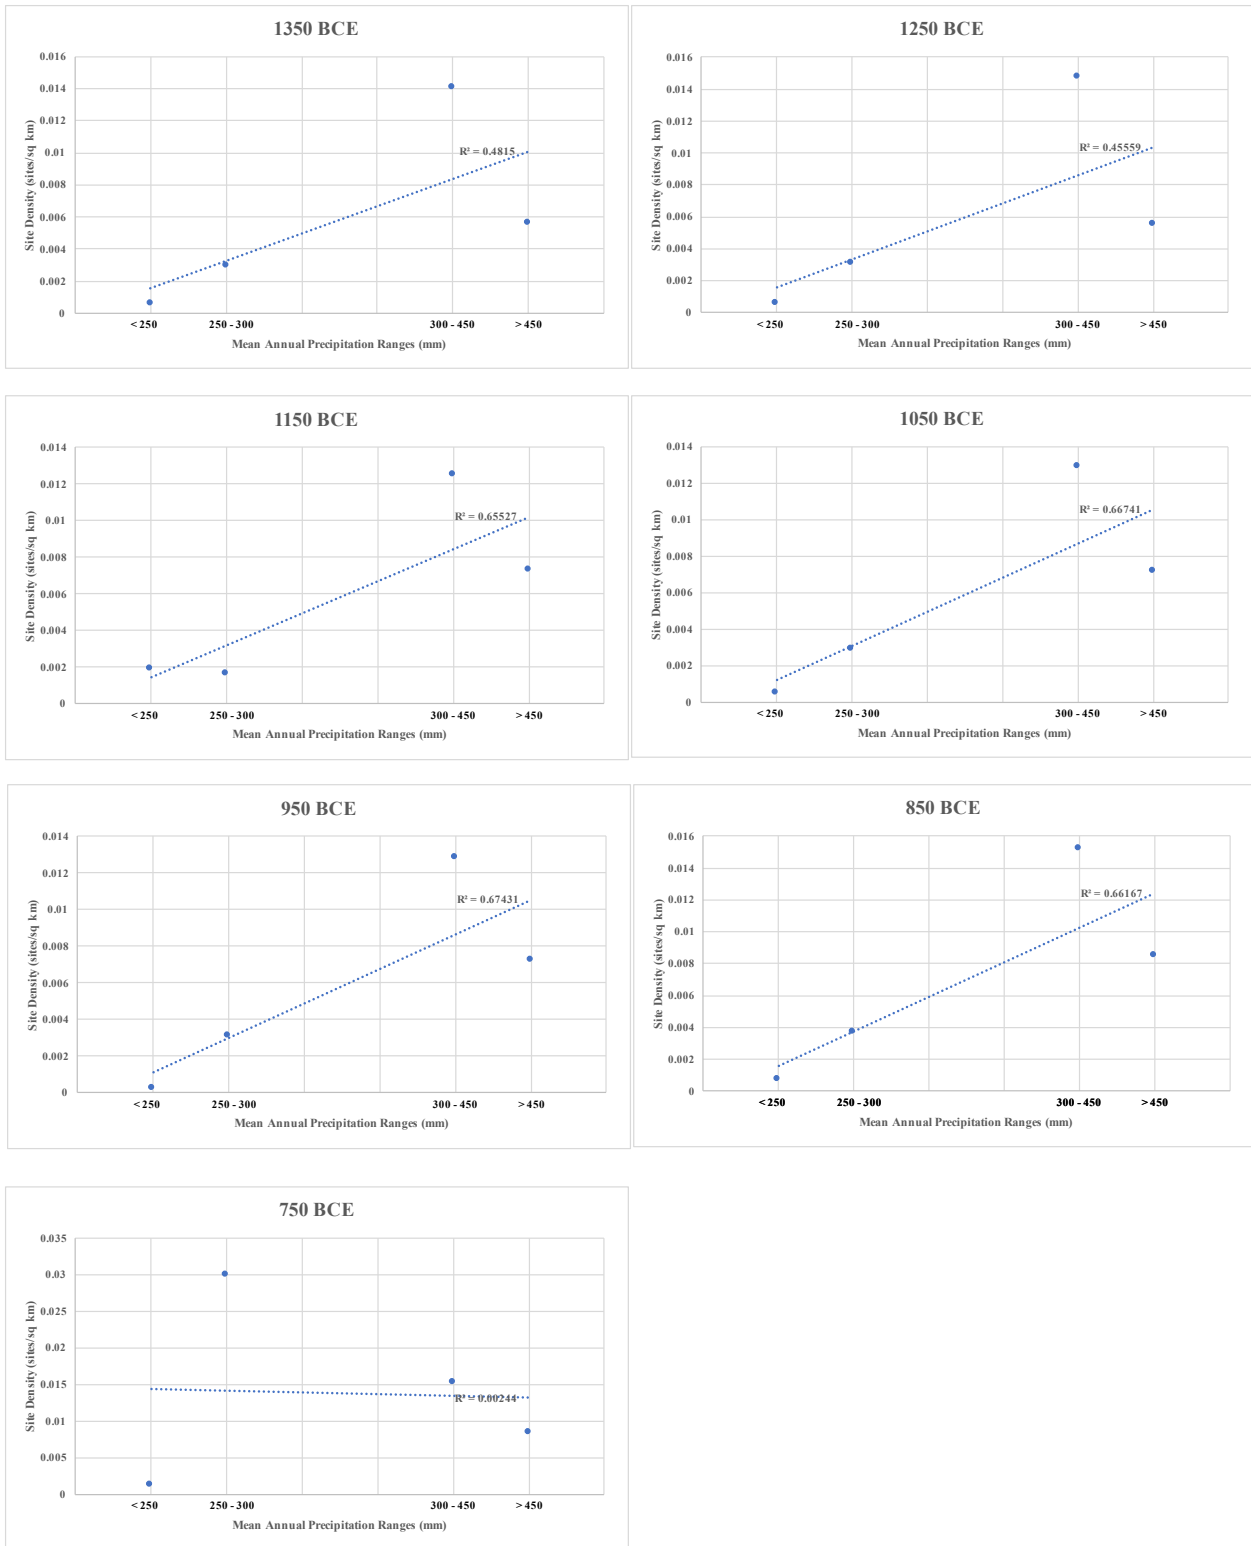 1350 BCE
0.016
0.014
0.012
0.01
0.008
0.006
0.004
0.002
0
Site Density (sites/sq km)
R² = 0.4815
< 250
250 - 300
300 - 450
> 450
Mean Annual Precipitation Ranges (mm)
1250 BCE
0.016
0.014
0.012
0.01
0.008
0.006
0.004
0.002
0
Site Density (sites/sq km)
R² = 0.45559
< 250
250 - 300
300 - 450
> 450
Mean Annual Precipitation Ranges (mm)
1150 BCE
0.014
0.012
0.01
0.008
0.006
0.004
0.002
0
Site Density (sites/sq km)
R² = 0.65527
< 250
250 - 300
300 - 450
> 450
Mean Annual Precipitation Ranges (mm)
1050 BCE
0.014
0.012
0.01
0.008
0.006
0.004
0.002
0
Site Density (sites/sq km)
R² = 0.66741
< 250
250 - 300
300 - 450
> 450
Mean Annual Precipitation Ranges (mm)
950 BCE
0.014
0.012
0.01
0.008
0.006
0.004
0.002
0
Site Density (sites/sq km)
R² = 0.67431
< 250
250 - 300
300 - 450
> 450
Mean Annual Precipitation Ranges (mm)
850 BCE
0.016
0.014
0.012
0.01
0.008
0.006
0.004
0.002
0
Site Density (sites/sq km)
R² = 0.66167
< 250
250 - 300
300 - 450
> 450
Mean Annual Precipitation Ranges (mm)
750 BCE
0.035
0.03
0.025
0.02
0.015
0.01
0.005
0
Site Density (sites/sq km)
R² = 0.00244
< 250
250 - 300
300 - 450
> 450
Mean Annual Precipitation Ranges (mm)